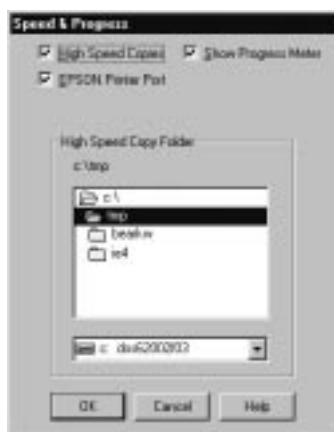 Speed & Progress
High Speed Copies Show Progress Meter
EPSON Printer Port
High Speed Copy Folder
c:\tmp
c:\
tmp
ie4
c:
OK Cancel Help